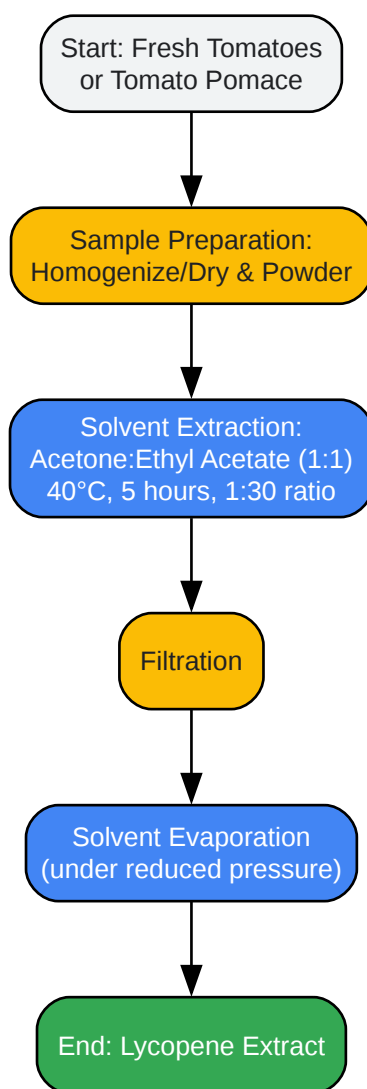 Start: Fresh Tomatoes
or Tomato Pomace
Sample Preparation:
Homogenize/Dry & Powder
Solvent Extraction:
Acetone:Ethyl Acetate (1:1)
40°C, 5 hours, 1:30 ratio
Filtration
Solvent Evaporation
(under reduced pressure)
End: Lycopene Extract